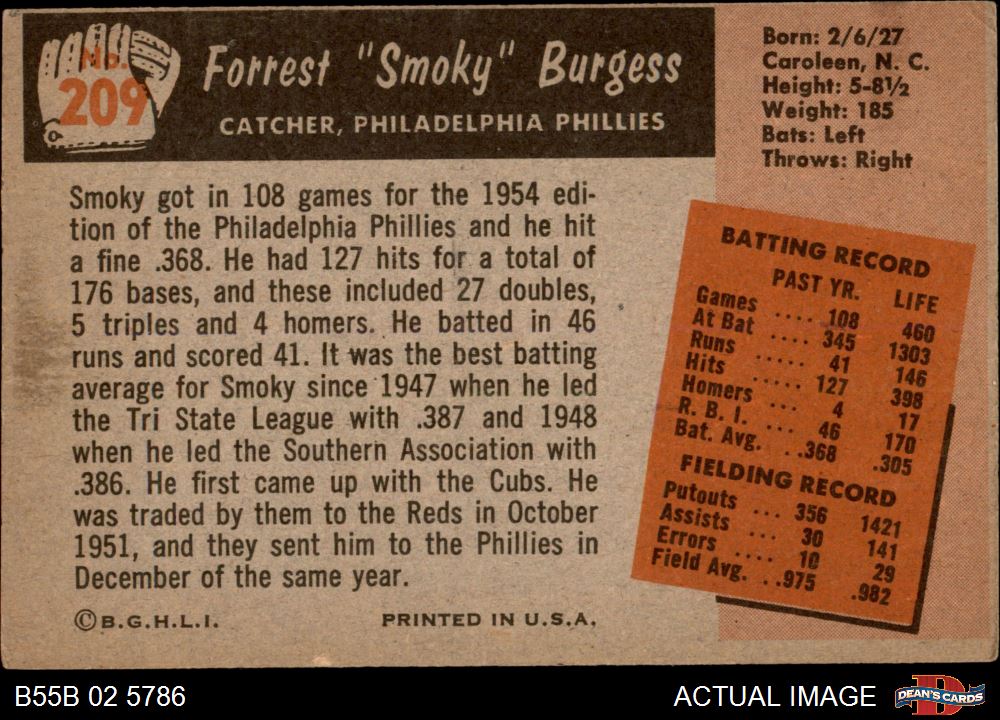 No.
209
Forrest "Smoky" Burgess
CATCHER, PHILADELPHIA PHILLIES
Born: 2/6/27
Caroleen, N. C.
Height: 5-8½
Weight: 185
Bats: Left
Throws: Right
Smoky got in 108 games for the 1954 edi-
tion of the Philadelphia Phillies and he hit
a fine .368. He had 127 hits for a total of
176 bases, and these included 27 doubles,
5 triples and 4 homers. He batted in 46
runs and scored 41. It was the best batting
average for Smoky since 1947 when he led
the Tri State League with .387 and 1948
when he led the Southern Association with
.386. He first came up with the Cubs. He
was traded by them to the Reds in October
1951, and they sent him to the Phillies in
December of the same year.
©B.G.H.L.I. PRINTED IN U.S.A.
BATTING RECORD
PAST YR. LIFE
Games .... 108 460
At Bat .... 345 1303
Runs ..... 41 146
Hits ..... 127 398
Homers ... 4 17
R. B. I. ... 46 170
Bat. Avg. ..368 .305
FIELDING RECORD
Putouts ... 356 1421
Assists ... 30 141
Errors .... 10 29
Field Avg. ..975 .982
B55B 02 5786
ACTUAL IMAGE
DEAN'S CARDS